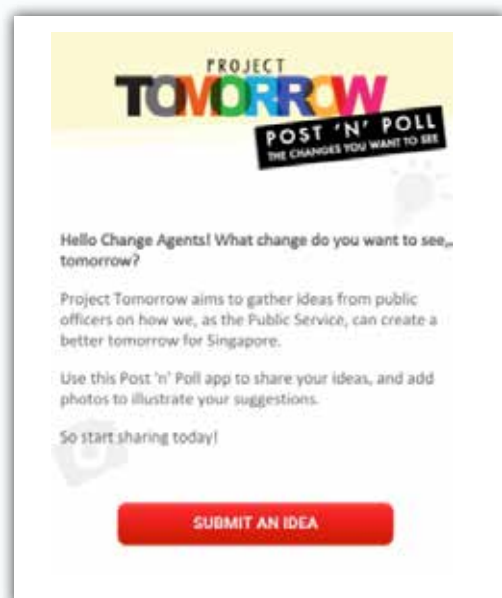 PROJECT
TOMORROW
POST 'N' POLL
THE CHANGES YOU WANT TO SEE
Hello Change Agents! What change do you want to see,,
tomorrow?
Project Tomorrow aims to gather ideas from public
officers on how we, as the Public Service, can create a
better tomorrow for Singapore.
Use this Post 'n' Poll app to share your ideas, and add
photos to illustrate your suggestions.
So start sharing today!
SUBMIT AN IDEA